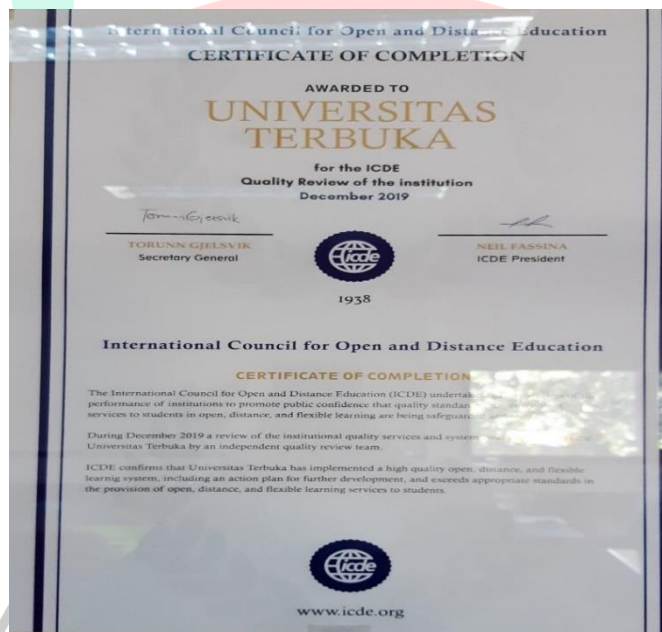 International Council for Open and Distance Education
CERTIFICATE OF COMPLETION
AWARDED TO
UNIVERSITAS
TERBUKA
for the ICDE
Quality Review of the institution
December 2019
Torunn Gjelsvik
TORUNN GJELSVIK
Secretary General
NEIL FASSINA
ICDE President
icde
1938
International Council for Open and Distance Education
CERTIFICATE OF COMPLETION
The International Council for Open and Distance Education (ICDE)
performance of institutions to promote public confidence that quality
services to students in open, distance, and flexible learning are being
During December 2019 a review of the institutional quality services and
Universitas Terbuka by an independent quality review team.
ICDE confirms that Universitas Terbuka has implemented a high quality open, distance, and flexible
learnig system, including an action plan for further development, and exceeds appropriate standards in
the provision of open, distance, and flexible learning services to students.
icde
www.icde.org